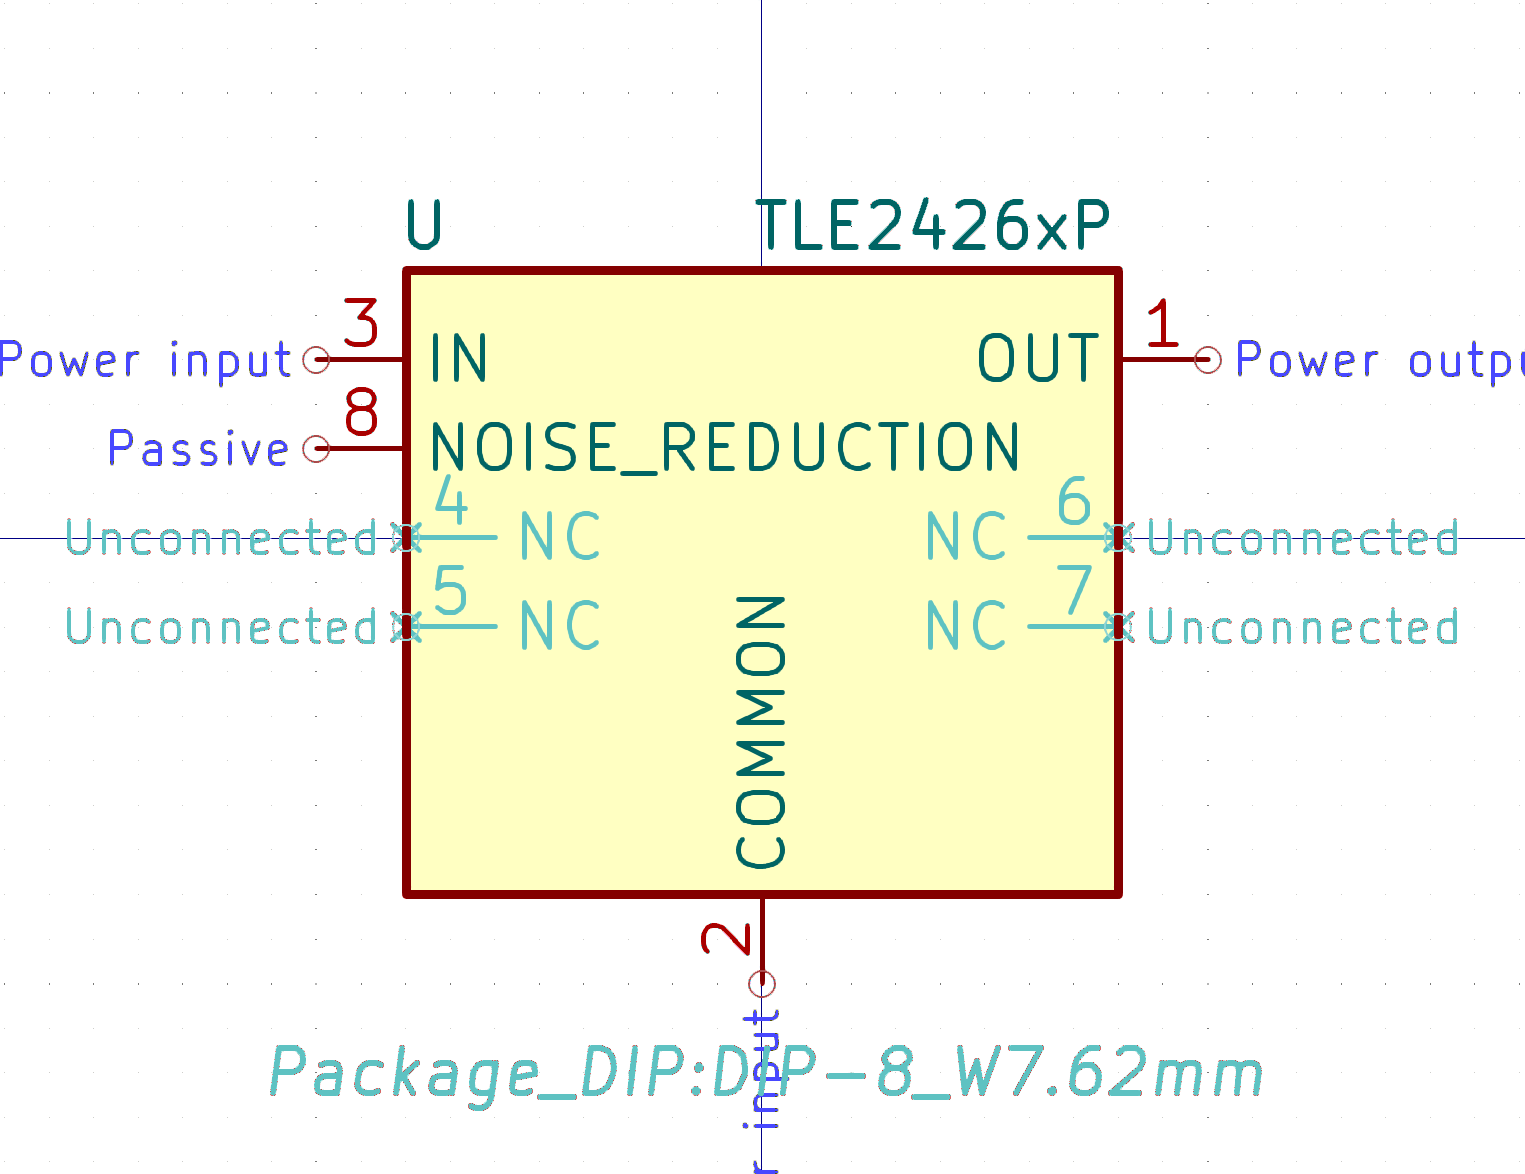 U TLE2426xP
3 1
Power input IN OUT Power outpu
8
Passive NOISE_REDUCTION
4 6
Unconnected NC NC Unconnected
5 7
Unconnected NC NC Unconnected
COMMON
2
r input
Package_DIP:DIP-8_W7.62mm